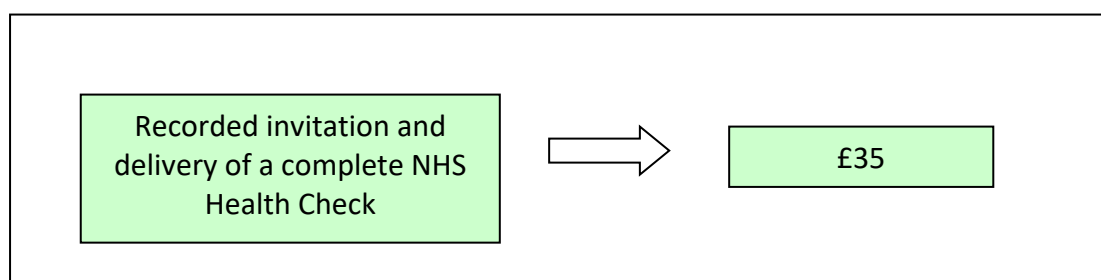 Recorded invitation and
delivery of a complete NHS
Health Check
£35